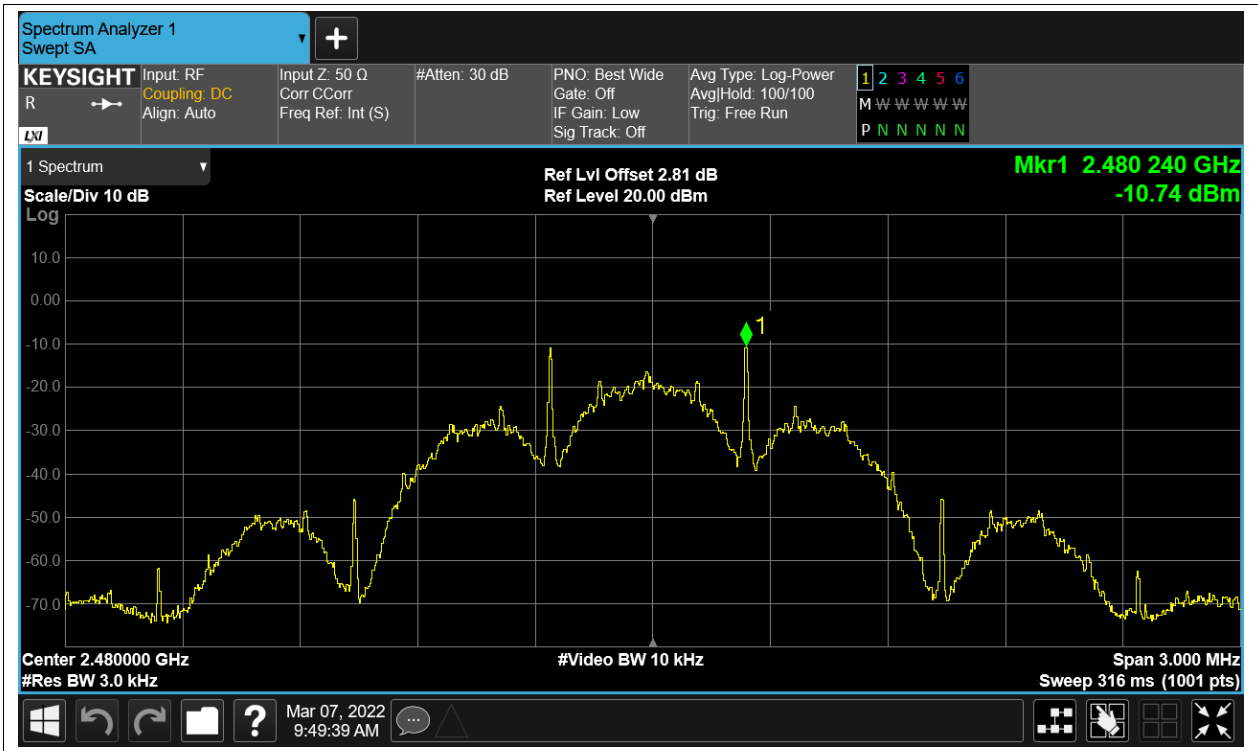 Spectrum Analyzer 1
Swept SA
KEYSIGHT
R
LXI
Input: RF
Coupling: DC
Align: Auto
Input Z: 50 Ω
Corr CCorr
Freq Ref: Int (S)
#Atten: 30 dB
PNO: Best Wide
Gate: Off
IF Gain: Low
Sig Track: Off
Avg Type: Log-Power
Avg|Hold: 100/100
Trig: Free Run
1 2 3 4 5 6
M W W W W W W
P N N N N N
1 Spectrum
Scale/Div 10 dB
Log
Ref Lvl Offset 2.81 dB
Ref Level 20.00 dBm
Mkr1 2.480 240 GHz
-10.74 dBm
10.0
0.00
-10.0
-20.0
-30.0
-40.0
-50.0
-60.0
-70.0
1
Center 2.480000 GHz
#Res BW 3.0 kHz
#Video BW 10 kHz
Span 3.000 MHz
Sweep 316 ms (1001 pts)
?
Mar 07, 2022
9:49:39 AM